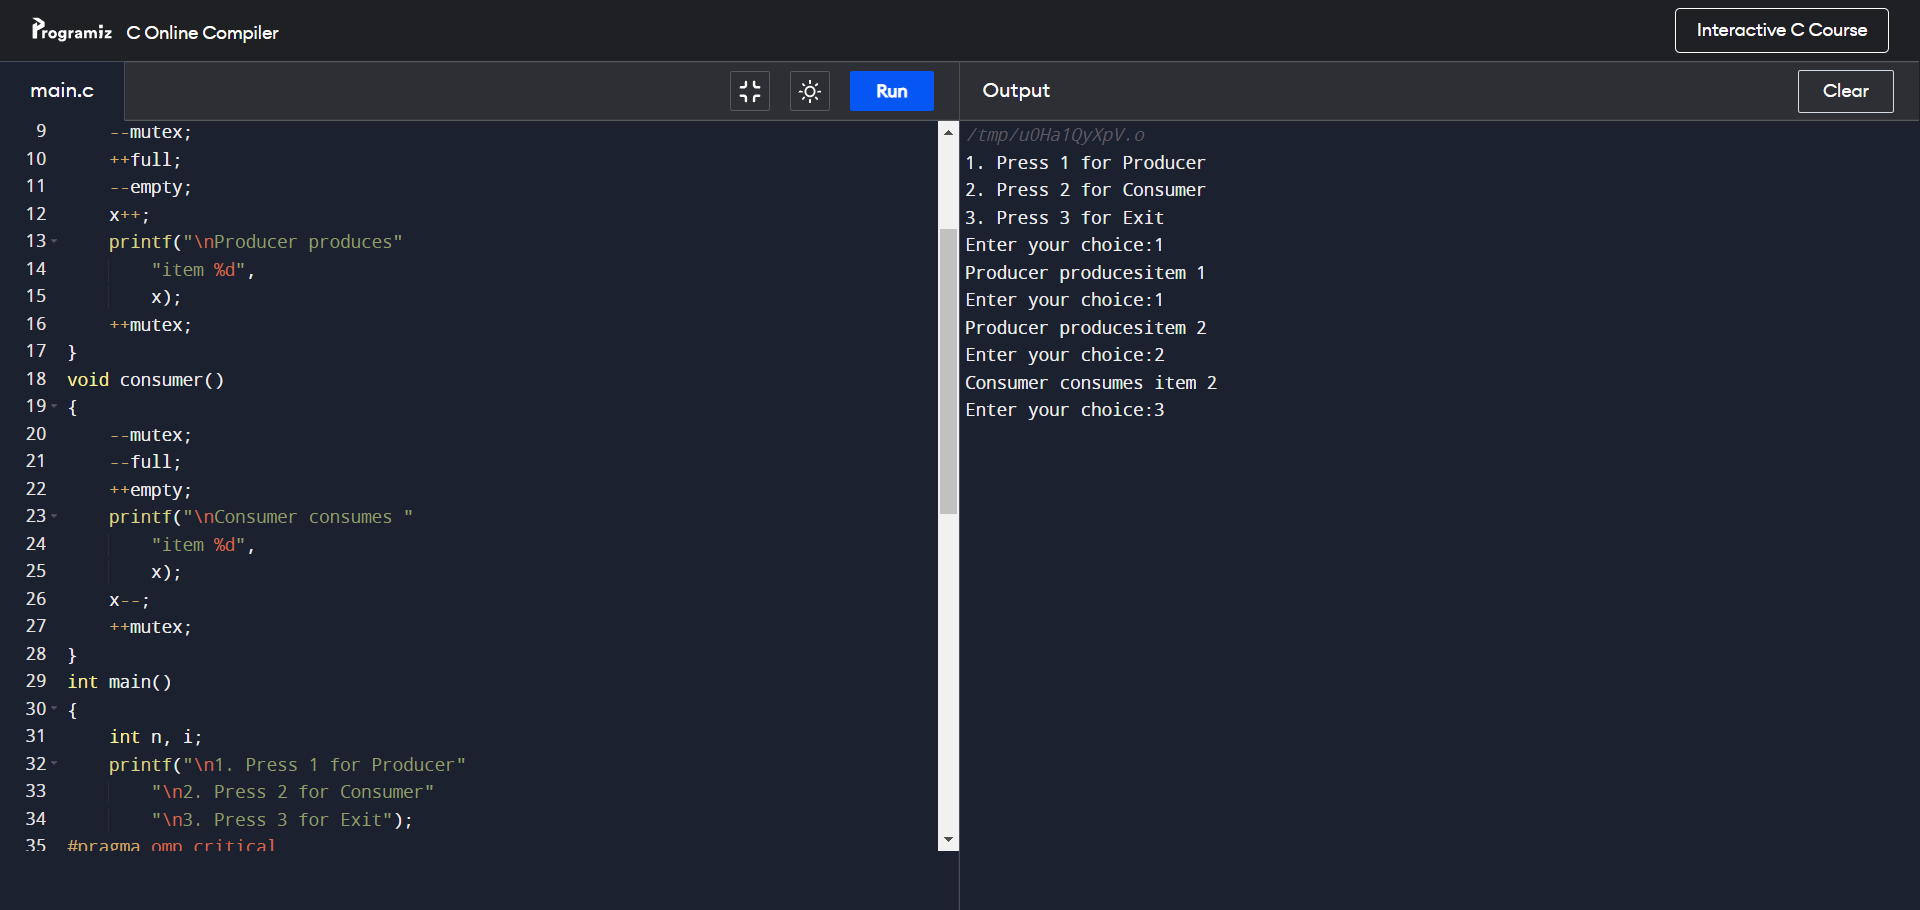 Programiz C Online Compiler
Interactive C Course
main.c
Run
Output
Clear
9 --mutex;
10 ++full;
11 --empty;
12 x++;
13 printf("\nProducer produces"
14 "item %d",
15 x);
16 ++mutex;
17 }
18 void consumer()
19 {
20 --mutex;
21 --full;
22 ++empty;
23 printf("\nConsumer consumes "
24 "item %d",
25 x);
26 x--;
27 ++mutex;
28 }
29 int main()
30 {
31 int n, i;
32 printf("\n1. Press 1 for Producer"
33 "\n2. Press 2 for Consumer"
34 "\n3. Press 3 for Exit");
35 #pragma omp critical
/tmp/uOHa1QyXpV.o
1. Press 1 for Producer
2. Press 2 for Consumer
3. Press 3 for Exit
Enter your choice:1
Producer producesitem 1
Enter your choice:1
Producer producesitem 2
Enter your choice:2
Consumer consumes item 2
Enter your choice:3